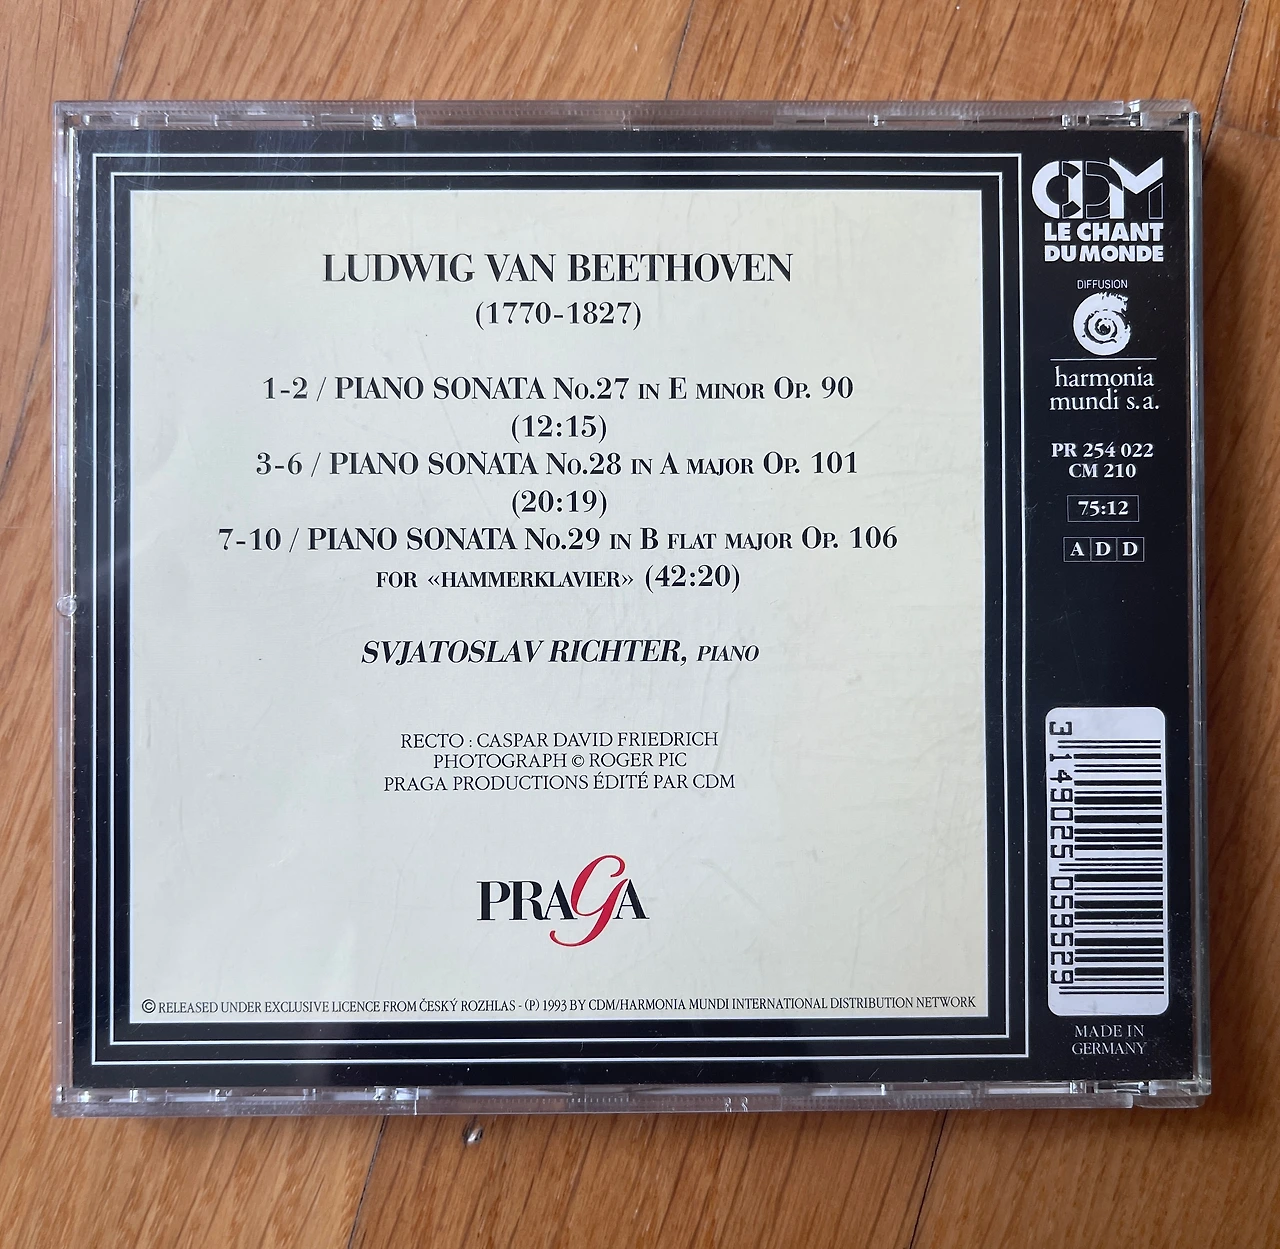 LUDWIG VAN BEETHOVEN
(1770-1827)
1-2 / PIANO SONATA No.27 IN E MINOR OP. 90
(12:15)
3-6 / PIANO SONATA No.28 IN A MAJOR OP. 101
(20:19)
7-10 / PIANO SONATA No.29 IN B FLAT MAJOR OP. 106
FOR «HAMMERKLAVIER» (42:20)
SVJATOSLAV RICHTER, PIANO
RECTO : CASPAR DAVID FRIEDRICH
PHOTOGRAPH © ROGER PIC
PRAGA PRODUCTIONS ÉDITÉ PAR CDM
PRAGA
© RELEASED UNDER EXCLUSIVE LICENCE FROM ČESKÝ ROZHLAS - (P) 1993 BY CDM/HARMONIA MUNDI INTERNATIONAL DISTRIBUTION NETWORK
CDM
LE CHANT
DU MONDE
DIFFUSION
harmonia
mundi s.a.
PR 254 022
CM 210
75:12
A D D
3 149025 059529
MADE IN
GERMANY